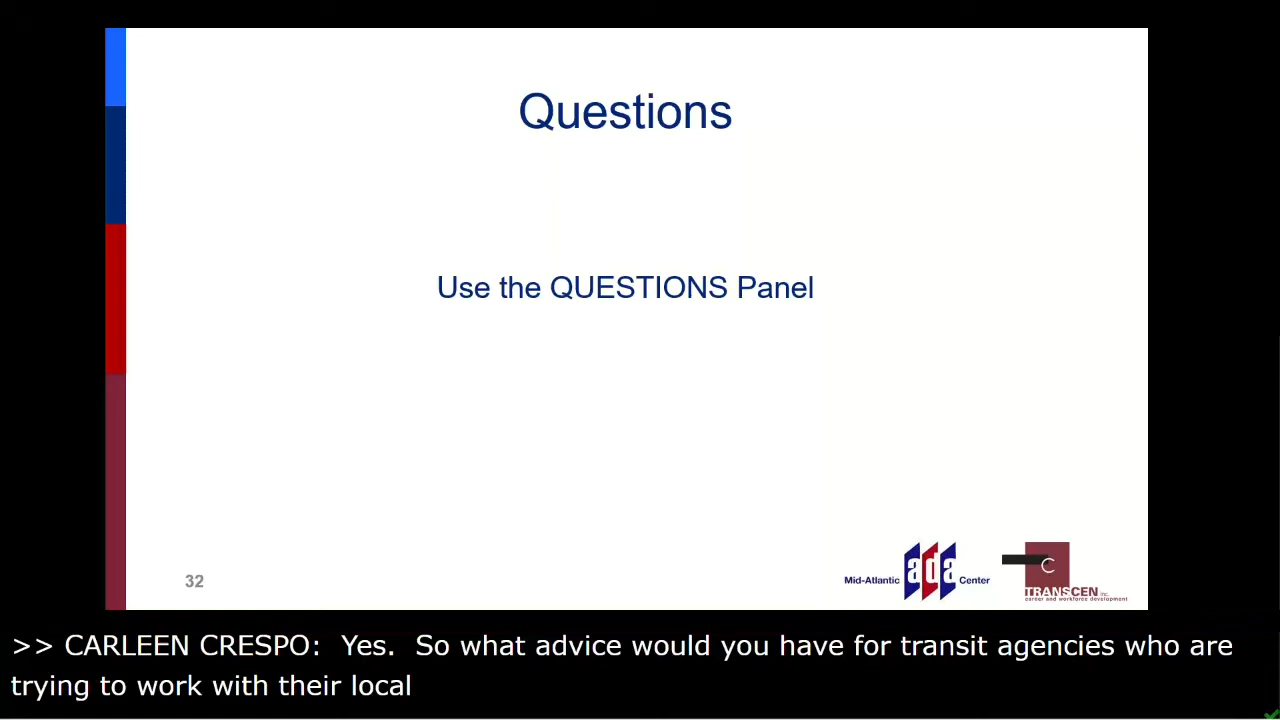 Questions
Use the QUESTIONS Panel
32
Mid-Atlantic ada Center
C
TRANSCEN inc.
career and workforce development
>> CARLEEN CRESPO:  Yes.  So what advice would you have for transit agencies who are
trying to work with their local